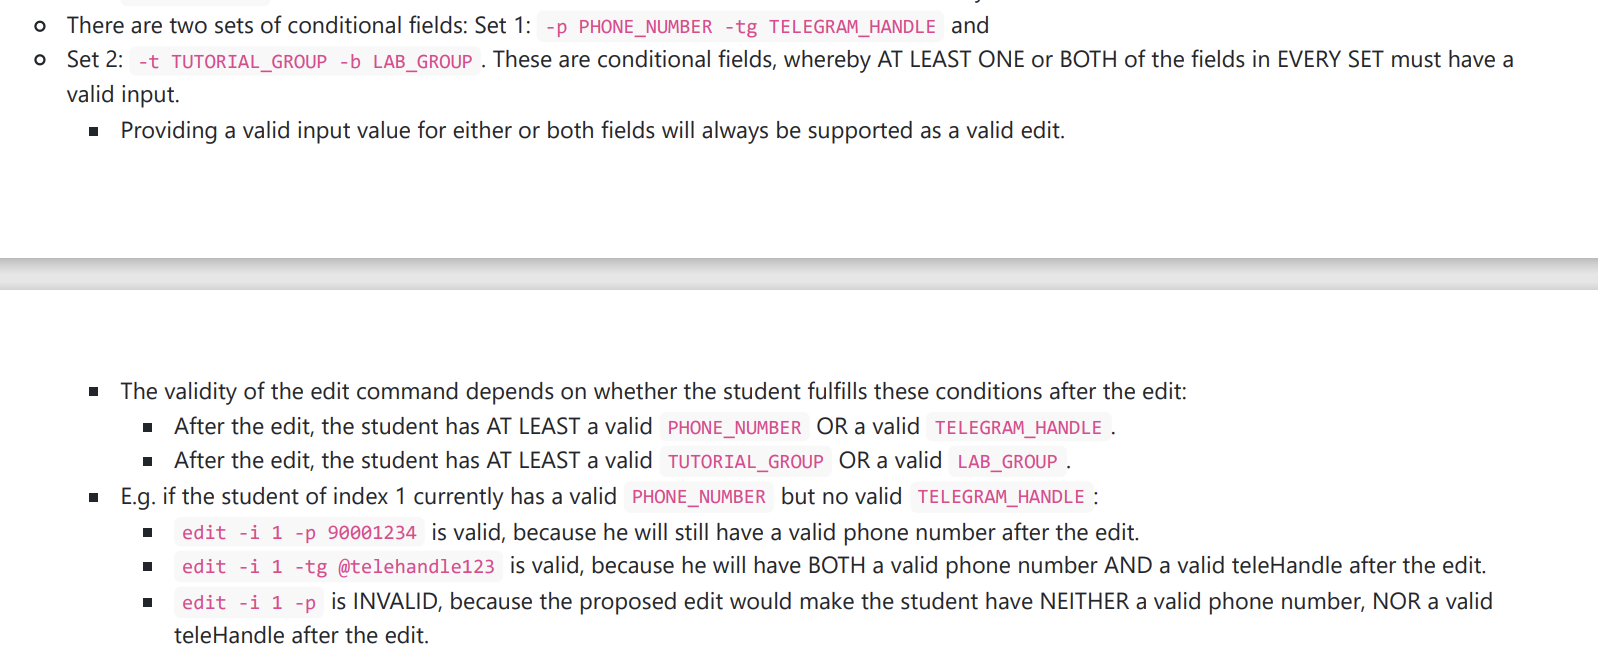 There are two sets of conditional fields: Set 1: -p PHONE_NUMBER -tg TELEGRAM_HANDLE and
Set 2: -t TUTORIAL_GROUP -b LAB_GROUP . These are conditional fields, whereby AT LEAST ONE or BOTH of the fields in EVERY SET must have a
valid input.
Providing a valid input value for either or both fields will always be supported as a valid edit.
The validity of the edit command depends on whether the student fulfills these conditions after the edit:
After the edit, the student has AT LEAST a valid PHONE_NUMBER OR a valid TELEGRAM_HANDLE .
After the edit, the student has AT LEAST a valid TUTORIAL_GROUP OR a valid LAB_GROUP .
E.g. if the student of index 1 currently has a valid PHONE_NUMBER but no valid TELEGRAM_HANDLE :
edit -i 1 -p 90001234 is valid, because he will still have a valid phone number after the edit.
edit -i 1 -tg @telehandle123 is valid, because he will have BOTH a valid phone number AND a valid teleHandle after the edit.
edit -i 1 -p is INVALID, because the proposed edit would make the student have NEITHER a valid phone number, NOR a valid
teleHandle after the edit.